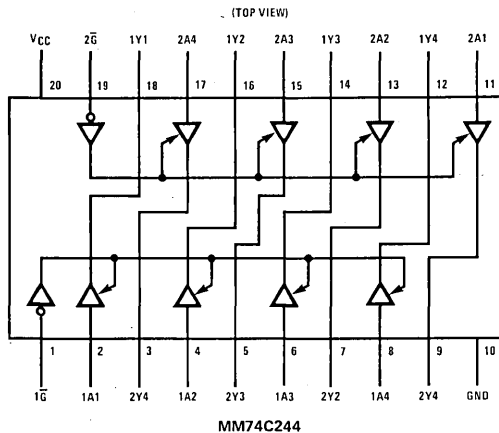 (TOP VIEW)
VCC 2G̅ 1Y1 2A4 1Y2 2A3 1Y3 2A2 1Y4 2A1
20 19 18 17 16 15 14 13 12 11
1 2 3 4 5 6 7 8 9 10
1G̅ 1A1 2Y4 1A2 2Y3 1A3 2Y2 1A4 2Y4 GND
MM74C244